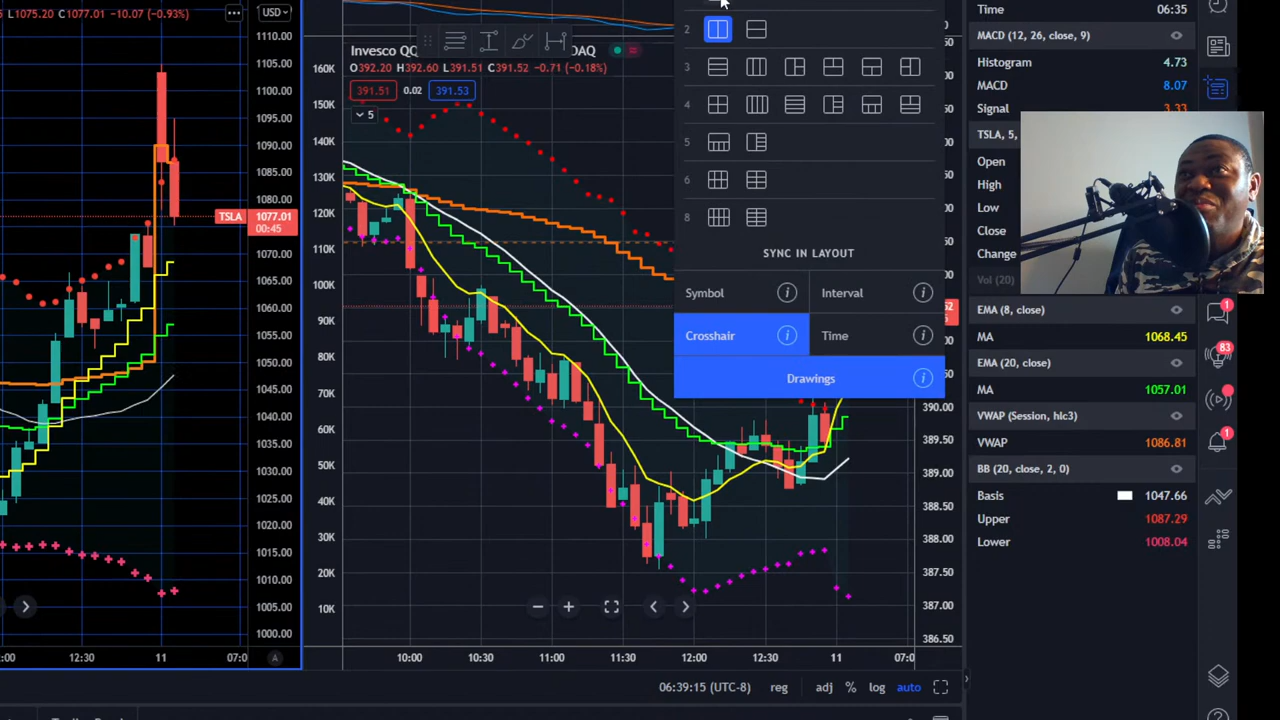 77.01 −10.07 (−0.93%)
USD
1110.00
1105.00
1100.00
1095.00
1090.00
1085.00
1080.00
TSLA 1077.01
00:45
1070.00
1065.00
1060.00
1055.00
1050.00
1045.00
1040.00
1035.00
1030.00
1025.00
1020.00
1015.00
1010.00
1005.00
1000.00
12:30 11 07:0 A
Invesco QQ DAQ
O392.20 H392.60 L391.51 C391.52 −0.71 (−0.18%)
391.51 0.02 391.53
5
160K
150K
140K
130K
120K
110K
100K
90K
80K
70K
60K
50K
40K
30K
20K
10K
2
3
4
5
6
8
SYNC IN LAYOUT
Symbol Interval
Crosshair Time
Drawings
390.00
389.50
389.00
388.50
388.00
387.50
387.00
386.50
10:00 10:30 11:00 11:30 12:00 12:30 11 07:0
06:39:15 (UTC-8) reg adj % log auto
Time 06:35
MACD (12, 26, close, 9)
Histogram 4.73
MACD 8.07
Signal 3.33
TSLA, 5,
Open
High
Low
Close
Change
Vol (20)
EMA (8, close)
MA 1068.45
EMA (20, close)
MA 1057.01
VWAP (Session, hlc3)
VWAP 1086.81
BB (20, close, 2, 0)
Basis 1047.66
Upper 1087.29
Lower 1008.04
1
83
1